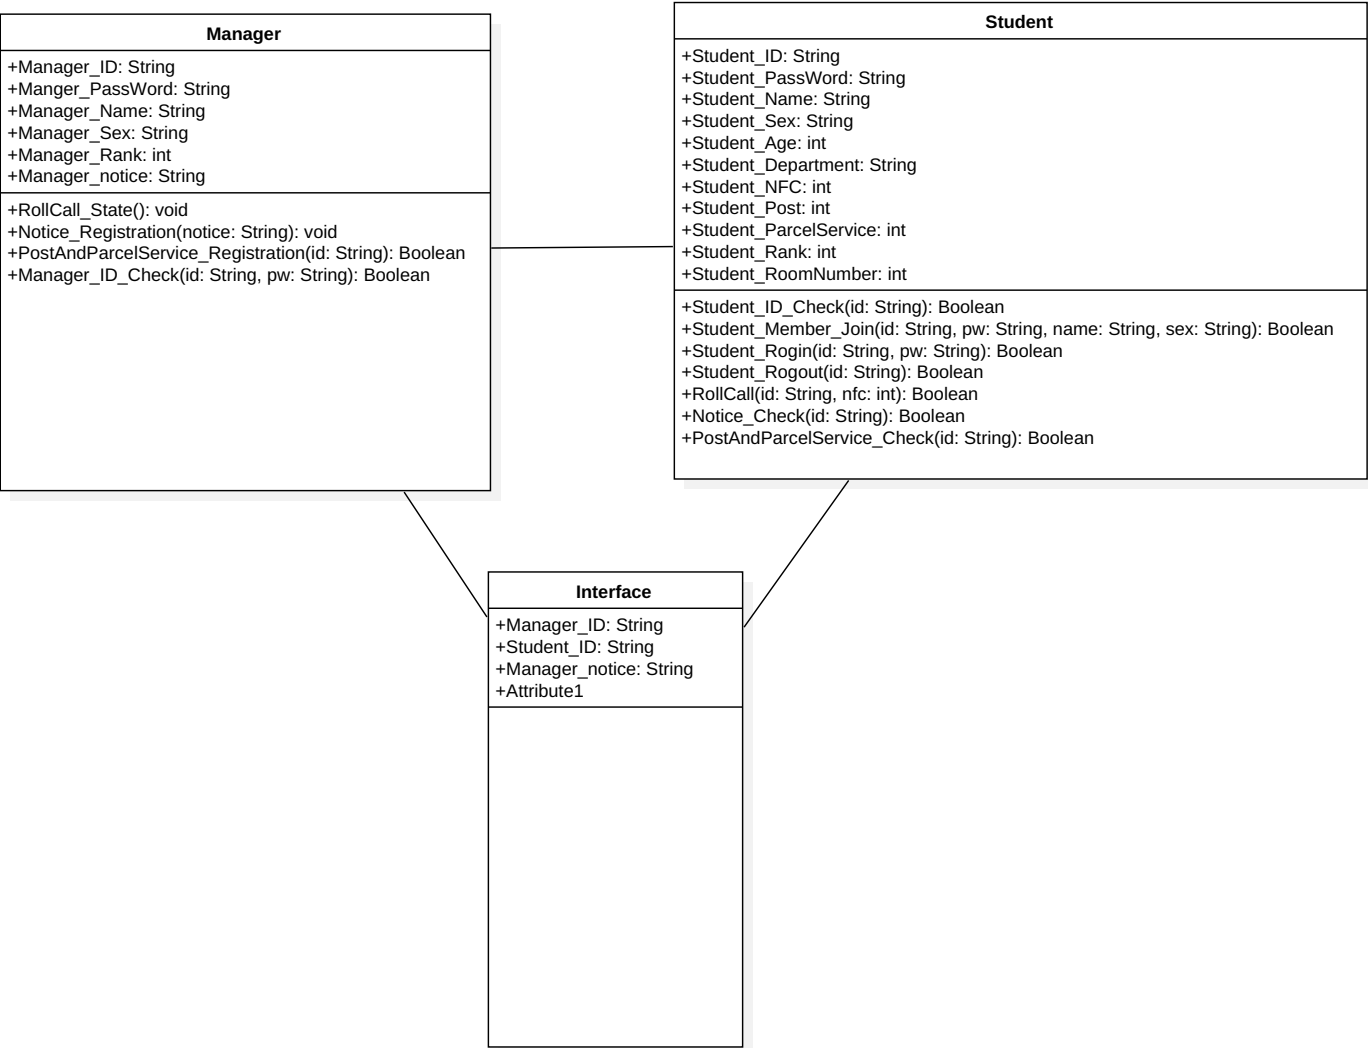 Manager
+Manager_ID: String
+Manger_PassWord: String
+Manager_Name: String
+Manager_Sex: String
+Manager_Rank: int
+Manager_notice: String
+RollCall_State(): void
+Notice_Registration(notice: String): void
+PostAndParcelService_Registration(id: String): Boolean
+Manager_ID_Check(id: String, pw: String): Boolean
Student
+Student_ID: String
+Student_PassWord: String
+Student_Name: String
+Student_Sex: String
+Student_Age: int
+Student_Department: String
+Student_NFC: int
+Student_Post: int
+Student_ParcelService: int
+Student_Rank: int
+Student_RoomNumber: int
+Student_ID_Check(id: String): Boolean
+Student_Member_Join(id: String, pw: String, name: String, sex: String): Boolean
+Student_Rogin(id: String, pw: String): Boolean
+Student_Rogout(id: String): Boolean
+RollCall(id: String, nfc: int): Boolean
+Notice_Check(id: String): Boolean
+PostAndParcelService_Check(id: String): Boolean
Interface
+Manager_ID: String
+Student_ID: String
+Manager_notice: String
+Attribute1